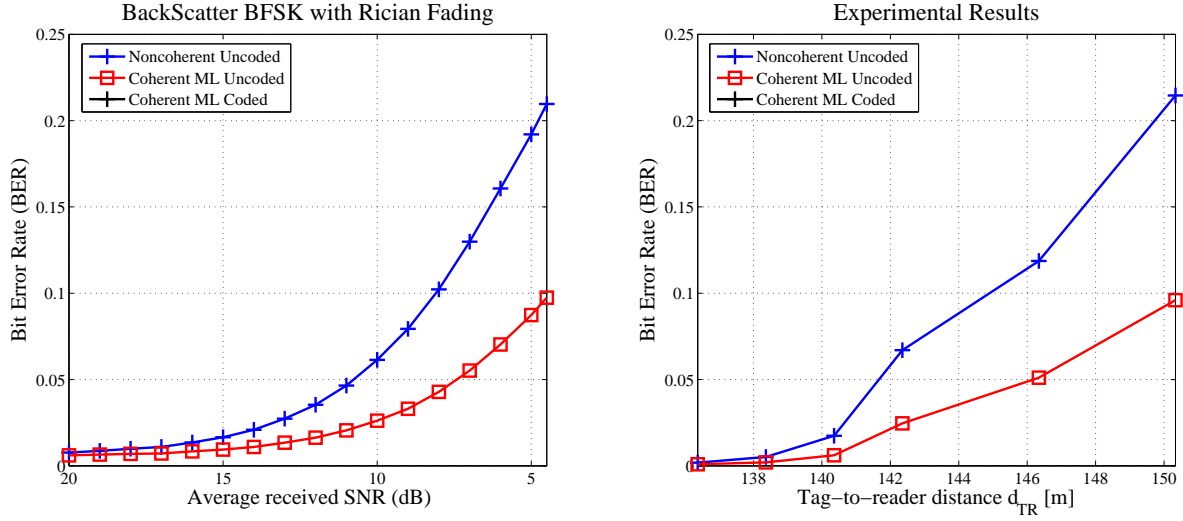 BackScatter BFSK with Rician Fading
0.25
0.2
0.15
0.1
0.05
0
Bit Error Rate (BER)
Noncoherent Uncoded
Coherent ML Uncoded
Coherent ML Coded
20
15
10
5
Average received SNR (dB)
Experimental Results
0.25
0.2
0.15
0.1
0.05
0
Bit Error Rate (BER)
Noncoherent Uncoded
Coherent ML Uncoded
Coherent ML Coded
138
140
142
144
146
148
150
Tag−to−reader distance d_TR [m]